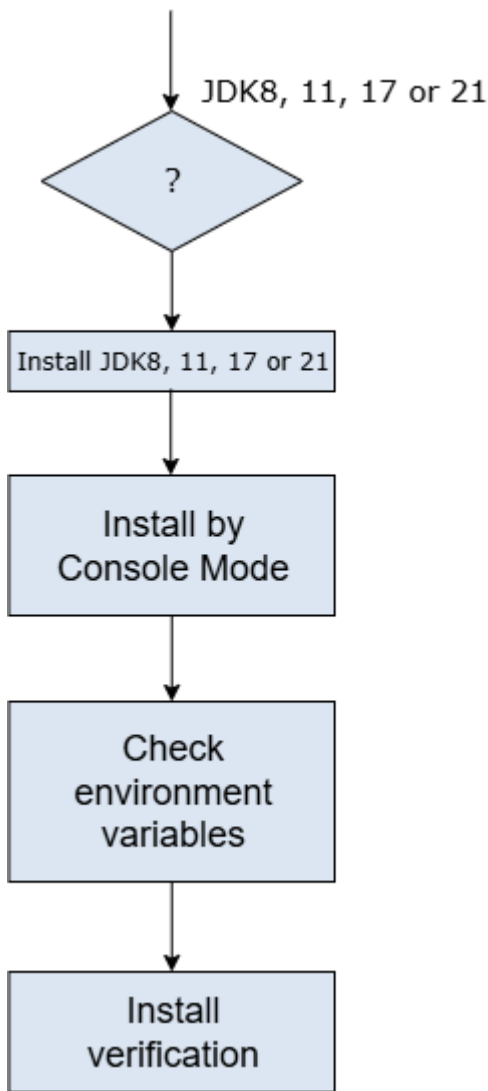 JDK8, 11, 17 or 21
?
Install JDK8, 11, 17 or 21
Install by
Console Mode
Check
environment
variables
Install
verification